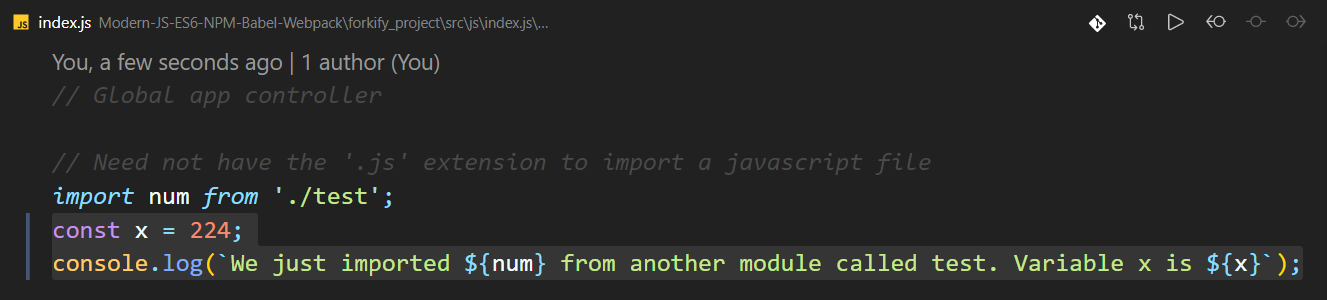 JS index.js Modern-JS-ES6-NPM-Babel-Webpack\forkify_project\src\js\index.js\...
You, a few seconds ago | 1 author (You)
// Global app controller
// Need not have the '.js' extension to import a javascript file
import num from './test';
const x = 224;
console.log(`We just imported ${num} from another module called test. Variable x is ${x}`);